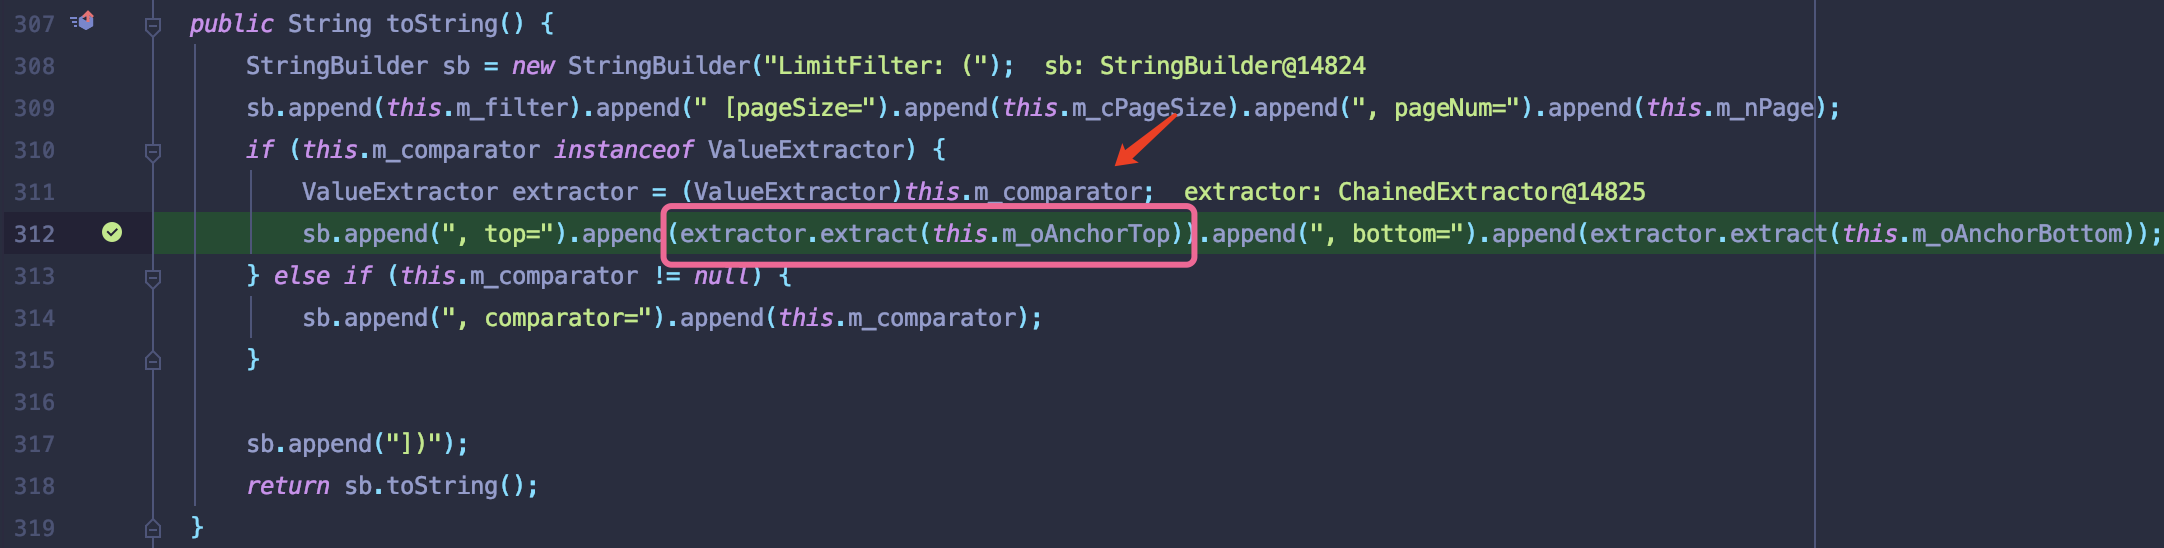 307 public String toString() {
308 StringBuilder sb = new StringBuilder("LimitFilter: ("); sb: StringBuilder@14824
309 sb.append(this.m_filter).append(" [pageSize=").append(this.m_cPageSize).append(", pageNum=").append(this.m_nPage);
310 if (this.m_comparator instanceof ValueExtractor) {
311 ValueExtractor extractor = (ValueExtractor)this.m_comparator; extractor: ChainedExtractor@14825
312 sb.append(", top=").append(extractor.extract(this.m_oAnchorTop)).append(", bottom=").append(extractor.extract(this.m_oAnchorBottom));
313 } else if (this.m_comparator != null) {
314 sb.append(", comparator=").append(this.m_comparator);
315 }
316
317 sb.append("])");
318 return sb.toString();
319 }